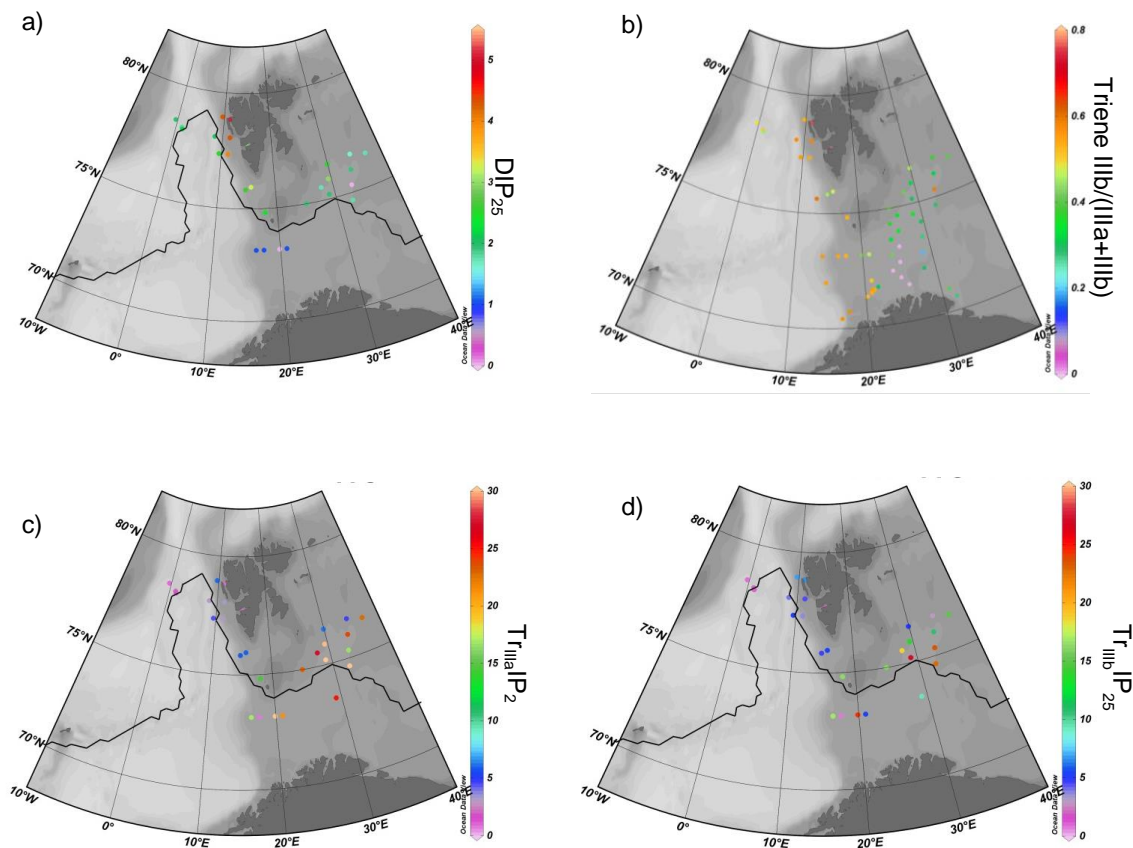 a)
80°N
75°N
70°N
10°W
0°
10°E
20°E
30°E
40°E
Ocean Data View
5
4
3
2
1
0
DIP25
b)
80°N
75°N
70°N
10°W
0°
10°E
20°E
30°E
40°E
Ocean Data View
0.8
0.6
0.4
0.2
0
Triene IIIb/(IIIa+IIIb)
c)
80°N
75°N
70°N
10°W
0°
10°E
20°E
30°E
40°E
Ocean Data View
30
25
20
15
10
5
0
TrIIIaIP2
d)
80°N
75°N
70°N
10°W
0°
10°E
20°E
30°E
40°E
Ocean Data View
30
25
20
15
10
5
0
TrIIIbIP25